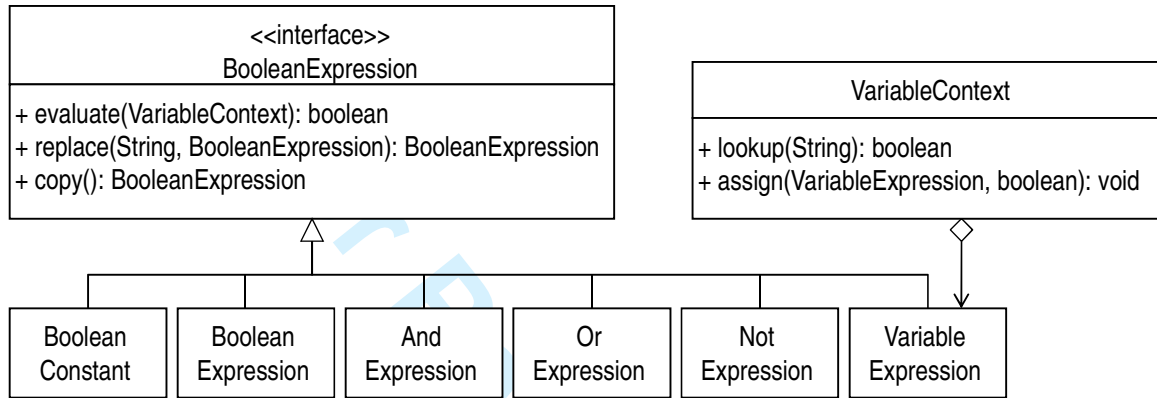 <<interface>>
BooleanExpression
+ evaluate(VariableContext): boolean
+ replace(String, BooleanExpression): BooleanExpression
+ copy(): BooleanExpression
VariableContext
+ lookup(String): boolean
+ assign(VariableExpression, boolean): void
Boolean
Constant
Boolean
Expression
And
Expression
Or
Expression
Not
Expression
Variable
Expression